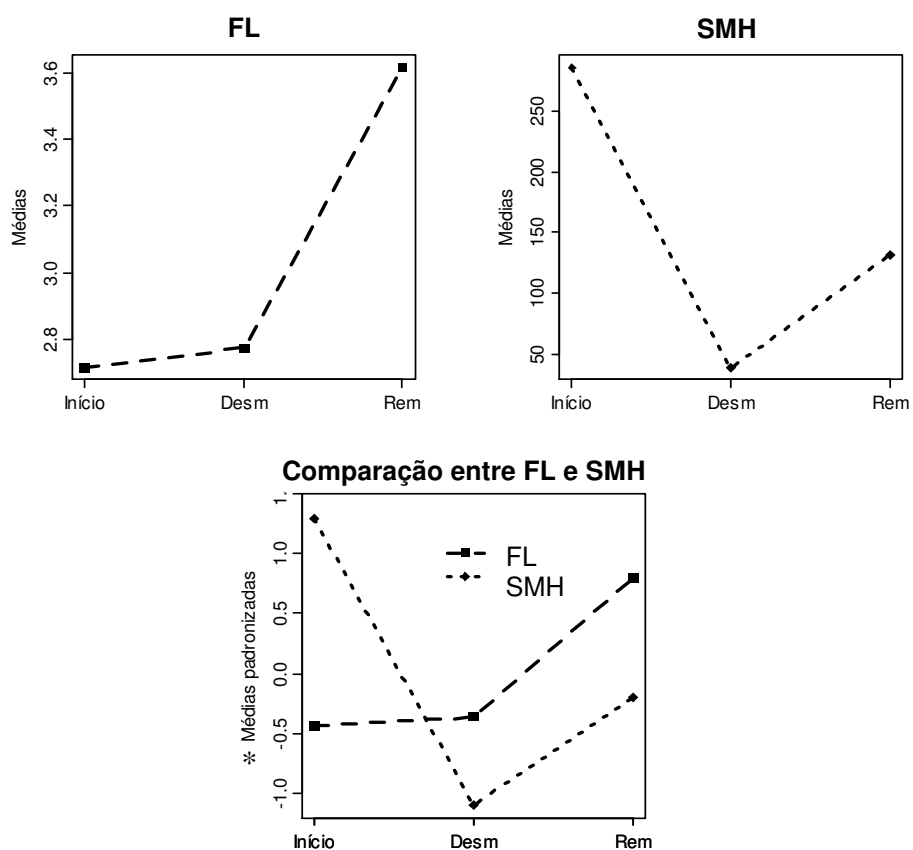 FL
Médias
3.6
3.4
3.2
3.0
2.8
Início Desm Rem
SMH
Médias
250
200
150
100
50
Início Desm Rem
Comparação entre FL e SMH
* Médias padronizadas
1.
1.0
0.5
0.0
-0.5
-1.0
FL
SMH
Início Desm Rem